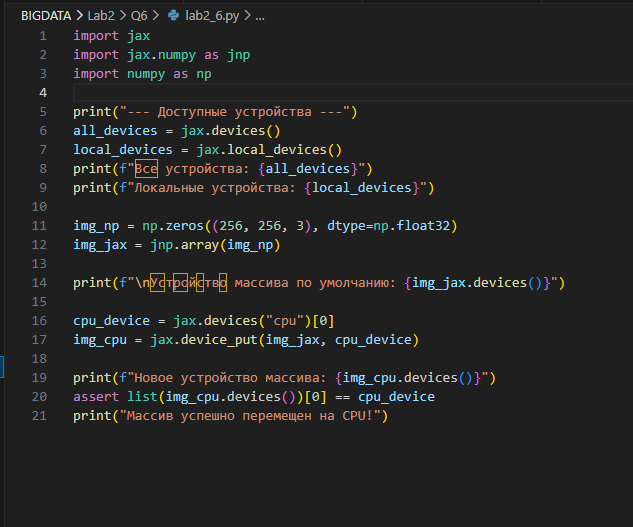 BIGDATA > Lab2 > Q6 > lab2_6.py > ...
1 import jax
2 import jax.numpy as jnp
3 import numpy as np
4
5 print("--- Доступные устройства ---")
6 all_devices = jax.devices()
7 local_devices = jax.local_devices()
8 print(f"Все устройства: {all_devices}")
9 print(f"Локальные устройства: {local_devices}")
10
11 img_np = np.zeros((256, 256, 3), dtype=np.float32)
12 img_jax = jnp.array(img_np)
13
14 print(f"\nУстройство массива по умолчанию: {img_jax.devices()}")
15
16 cpu_device = jax.devices("cpu")[0]
17 img_cpu = jax.device_put(img_jax, cpu_device)
18
19 print(f"Новое устройство массива: {img_cpu.devices()}")
20 assert list(img_cpu.devices())[0] == cpu_device
21 print("Массив успешно перемещен на CPU!")